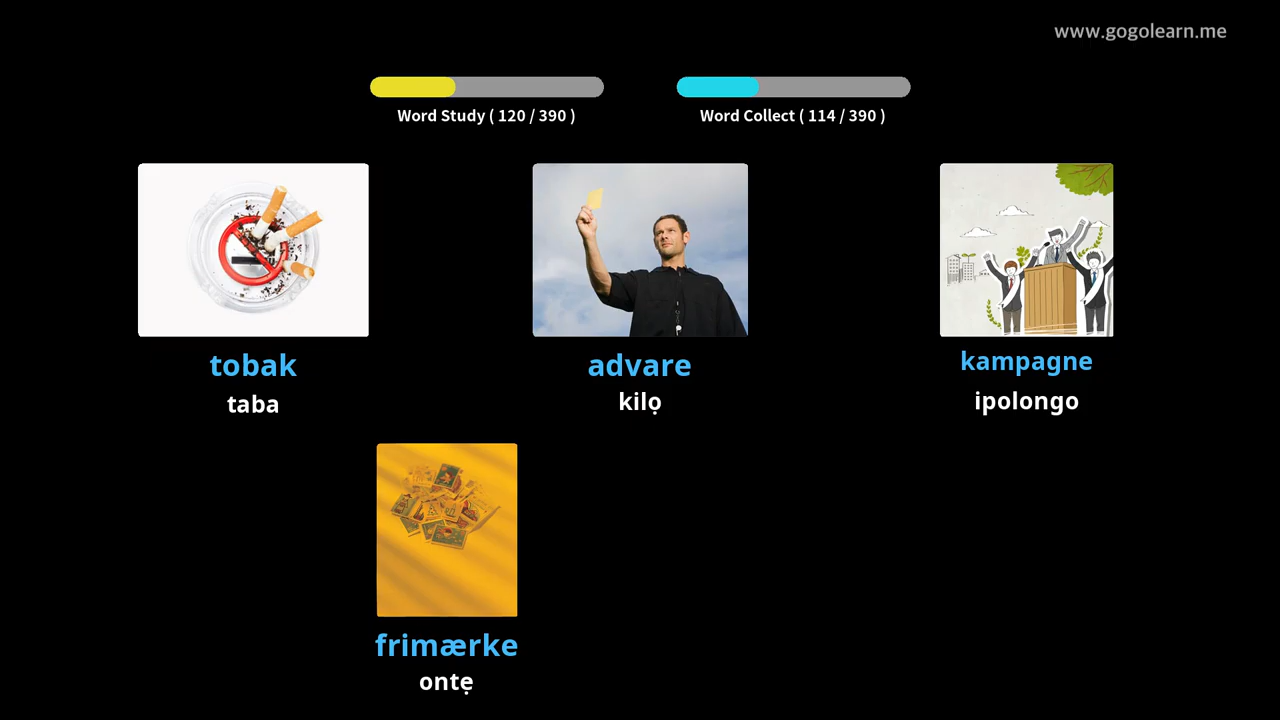 www.gogolearn.me
Word Study ( 120 / 390 )
Word Collect ( 114 / 390 )
tobak
taba
advare
kilọ
kampagne
ipolongo
frimærke
ontẹ